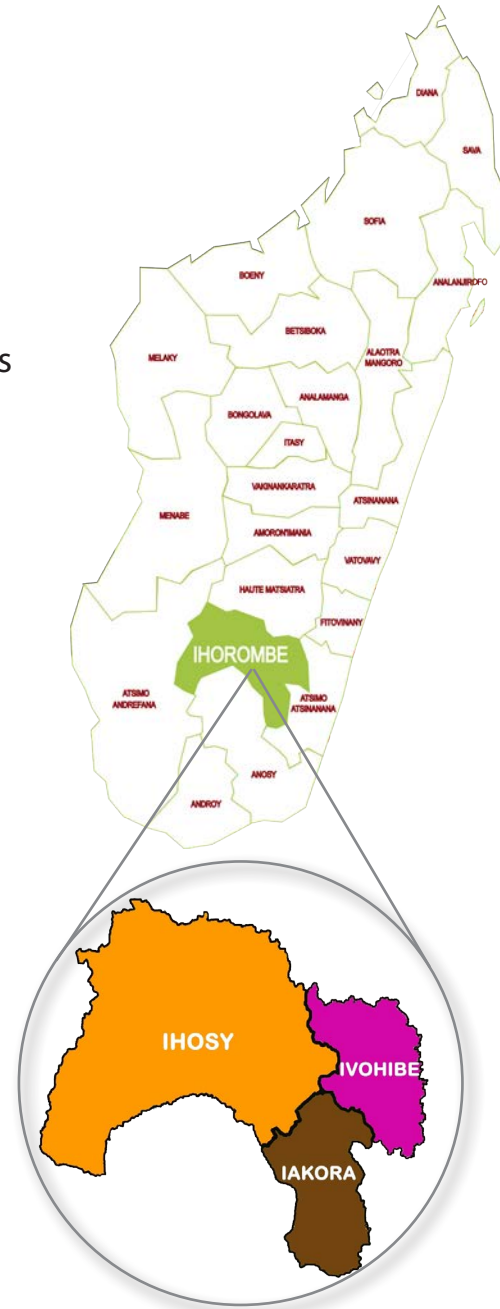 DIANA
SAVA
SOFIA
BOENY
ANALANJIROFO
BETSIBOKA
S
MELAKY
ALAOTRA
MANGORO
ANALAMANGA
BONGOLAVA
ITASY
VAKINANKARATRA
ATSINANANA
MENABE
AMORON'IMANIA
VATOVAVY
HAUTE MATSIATRA
FITOVINANY
IHOROMBE
ATSIMO
ANDREFANA
ATSIMO
ATSINANANA
ANOSY
ANDROY
IHOSY
IVOHIBE
IAKORA